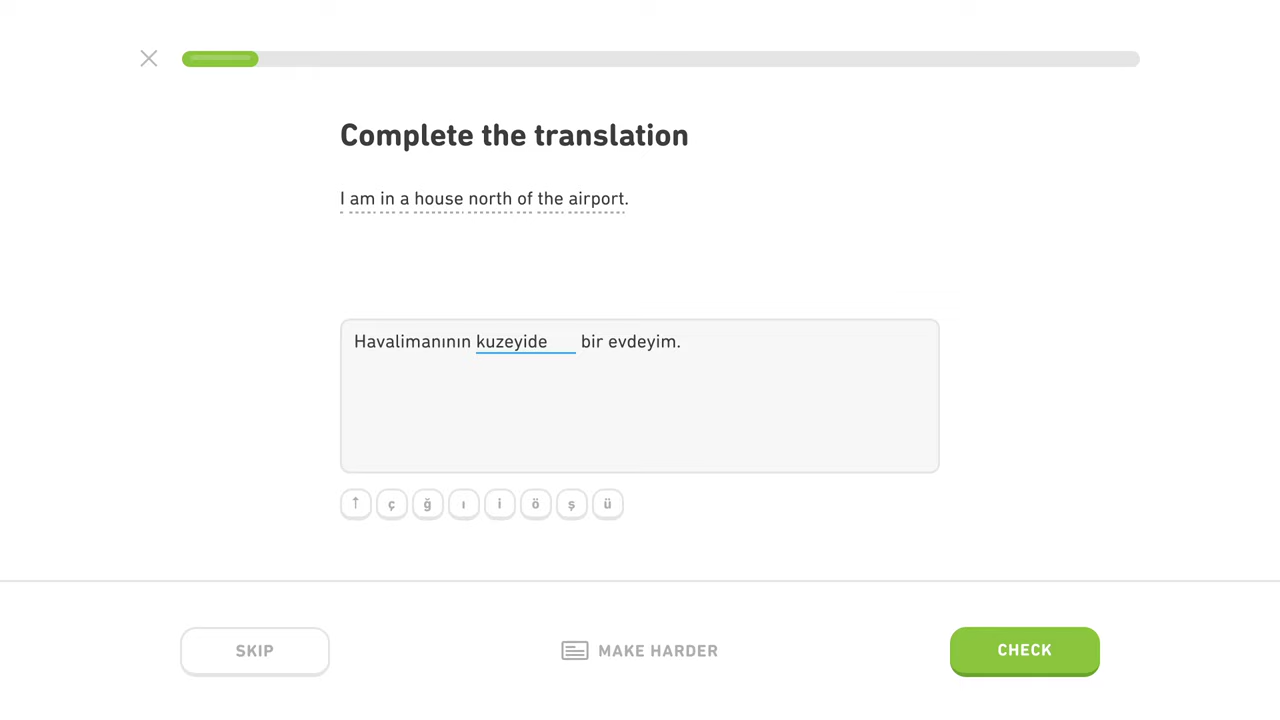 Complete the translation
I am in a house north of the airport.
Havalimanının kuzeyide bir evdeyim.
↑ ç ğ ı i ö ş ü
SKIP
MAKE HARDER
CHECK